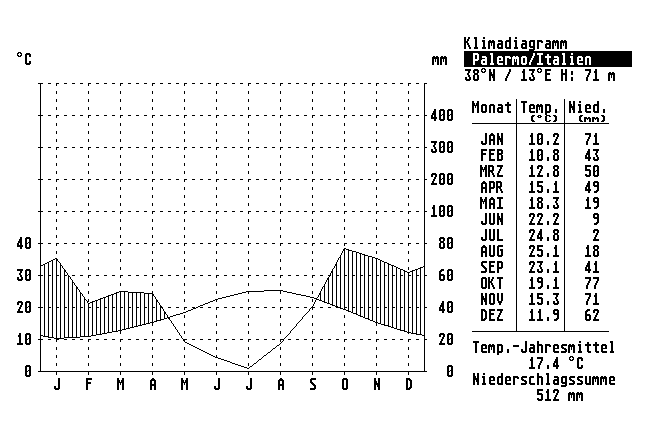 °C
mm
400
300
200
100
40 80
30 60
20 40
10 20
0 0
J F M A M J J A S O N D
Klimadiagramm
Palermo/Italien
38°N / 13°E H: 71 m
Monat Temp. Nied.
(°C) (mm)
JAN 10.2 71
FEB 10.8 43
MRZ 12.8 50
APR 15.1 49
MAI 18.3 19
JUN 22.2 9
JUL 24.8 2
AUG 25.1 18
SEP 23.1 41
OKT 19.1 77
NOV 15.3 71
DEZ 11.9 62
Temp.-Jahresmittel
17.4 °C
Niederschlagssumme
512 mm